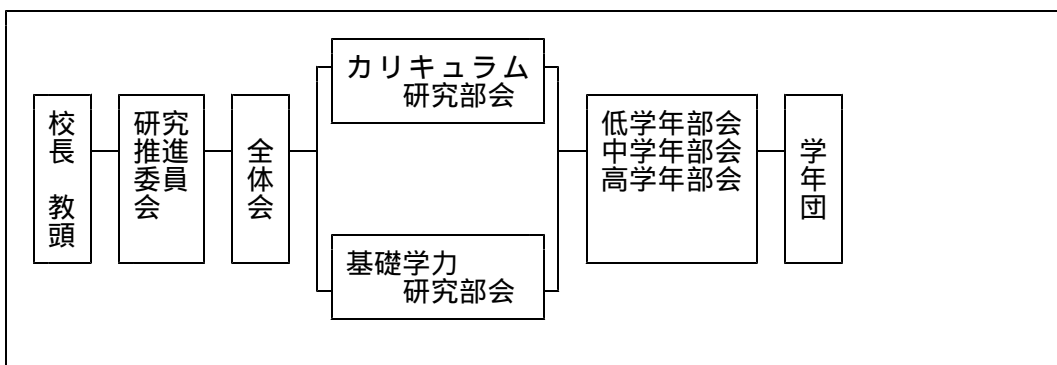 校長 教頭
研究
推進
委員
会
全体会
カリキュラム
研究部会
基礎学力
研究部会
低学年部会
中学年部会
高学年部会
学年団